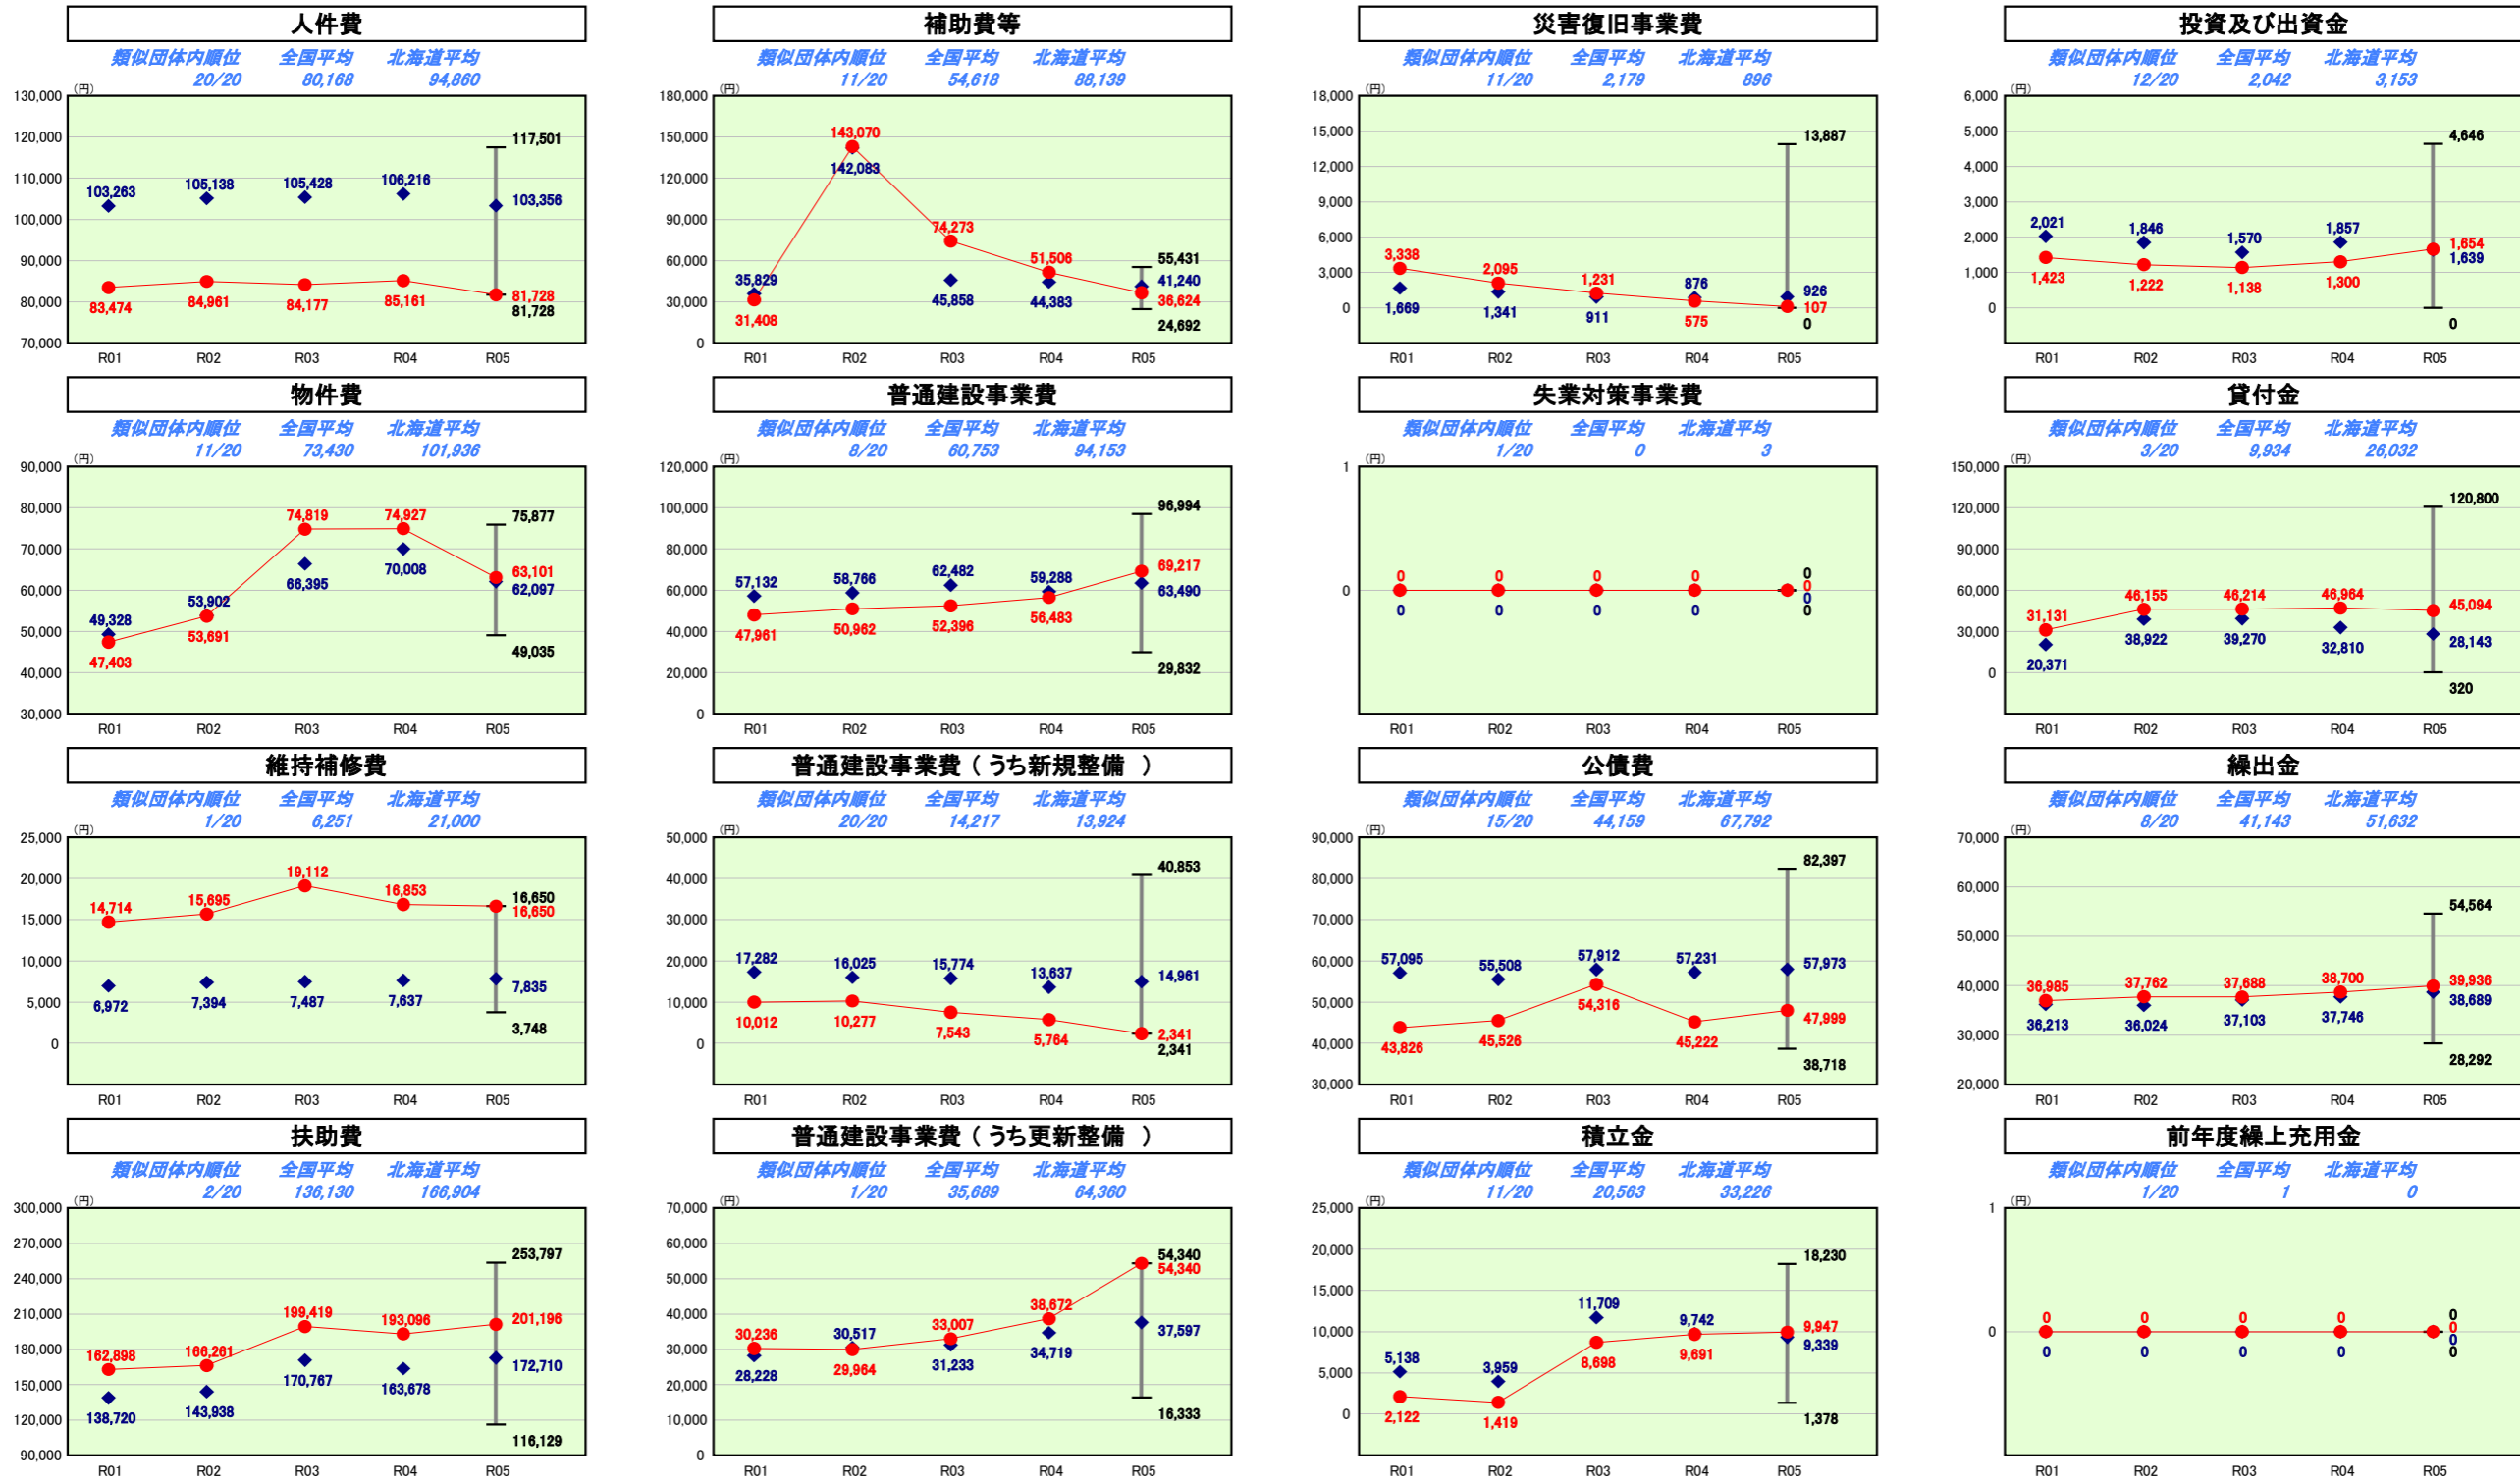 人件費
類似団体内順位 全国平均 北海道平均
20/20 80,168 94,860
(円)
130,000
120,000
110,000
100,000
90,000
80,000
70,000
103,263 105,138 105,428 106,216 103,356
83,474 84,961 84,177 85,161 81,728
117,501
81,728
R01 R02 R03 R04 R05
補助費等
類似団体内順位 全国平均 北海道平均
11/20 54,618 88,139
(円)
180,000
150,000
120,000
90,000
60,000
30,000
0
35,829 142,083 45,858 44,383 41,240
31,408 143,070 74,273 51,506 36,624
55,431
24,692
R01 R02 R03 R04 R05
災害復旧事業費
類似団体内順位 全国平均 北海道平均
11/20 2,179 896
(円)
18,000
15,000
12,000
9,000
6,000
3,000
0
3,338 2,095 1,231 575 107
1,669 1,341 911 876 926
13,887
0
R01 R02 R03 R04 R05
投資及び出資金
類似団体内順位 全国平均 北海道平均
12/20 2,042 3,153
(円)
6,000
5,000
4,000
3,000
2,000
1,000
0
2,021 1,846 1,570 1,857 1,639
1,423 1,222 1,138 1,300 1,654
4,646
0
R01 R02 R03 R04 R05
物件費
類似団体内順位 全国平均 北海道平均
11/20 73,430 101,936
(円)
90,000
80,000
70,000
60,000
50,000
40,000
30,000
49,328 53,902 66,395 70,008 62,097
47,403 53,691 74,819 74,927 63,101
75,877
49,035
R01 R02 R03 R04 R05
普通建設事業費
類似団体内順位 全国平均 北海道平均
8/20 60,753 94,153
(円)
120,000
100,000
80,000
60,000
40,000
20,000
0
57,132 58,766 62,482 59,288 63,490
47,961 50,962 52,396 56,483 69,217
96,994
29,832
R01 R02 R03 R04 R05
失業対策事業費
類似団体内順位 全国平均 北海道平均
1/20 0 3
(円)
1
0
0 0 0 0 0
0 0 0 0 0
0
0
R01 R02 R03 R04 R05
貸付金
類似団体内順位 全国平均 北海道平均
3/20 9,934 26,032
(円)
150,000
120,000
90,000
60,000
30,000
0
31,131 46,155 46,214 46,964 45,094
20,371 38,922 39,270 32,810 28,143
120,800
320
R01 R02 R03 R04 R05
維持補修費
類似団体内順位 全国平均 北海道平均
1/20 6,251 21,000
(円)
25,000
20,000
15,000
10,000
5,000
0
14,714 15,695 19,112 16,853 16,650
6,972 7,394 7,487 7,637 7,835
16,650
3,748
R01 R02 R03 R04 R05
普通建設事業費（うち新規整備　）
類似団体内順位 全国平均 北海道平均
20/20 14,217 13,924
(円)
50,000
40,000
30,000
20,000
10,000
0
17,282 16,025 15,774 13,637 14,961
10,012 10,277 7,543 5,764 2,341
40,853
2,341
R01 R02 R03 R04 R05
公債費
類似団体内順位 全国平均 北海道平均
15/20 44,159 67,792
(円)
90,000
80,000
70,000
60,000
50,000
40,000
30,000
57,095 55,508 57,912 57,231 57,973
43,826 45,526 54,316 45,222 47,999
82,397
38,718
R01 R02 R03 R04 R05
繰出金
類似団体内順位 全国平均 北海道平均
8/20 41,143 51,632
(円)
70,000
60,000
50,000
40,000
30,000
20,000
36,985 37,762 37,688 38,700 39,936
36,213 36,024 37,103 37,746 38,689
54,564
28,292
R01 R02 R03 R04 R05
扶助費
類似団体内順位 全国平均 北海道平均
2/20 136,130 166,904
(円)
300,000
270,000
240,000
210,000
180,000
150,000
120,000
90,000
162,898 166,261 199,419 193,096 201,196
138,720 143,938 170,767 163,678 172,710
253,797
116,129
R01 R02 R03 R04 R05
普通建設事業費（うち更新整備　）
類似団体内順位 全国平均 北海道平均
1/20 35,689 64,360
(円)
70,000
60,000
50,000
40,000
30,000
20,000
10,000
0
30,236 29,964 33,007 38,672 54,340
28,228 30,517 31,233 34,719 37,597
54,340
16,333
R01 R02 R03 R04 R05
積立金
類似団体内順位 全国平均 北海道平均
11/20 20,563 33,226
(円)
25,000
20,000
15,000
10,000
5,000
0
5,138 3,959 11,709 9,742 9,339
2,122 1,419 8,698 9,691 9,947
18,230
1,378
R01 R02 R03 R04 R05
前年度繰上充用金
類似団体内順位 全国平均 北海道平均
1/20 1 0
(円)
1
0
0 0 0 0 0
0 0 0 0 0
0
0
R01 R02 R03 R04 R05